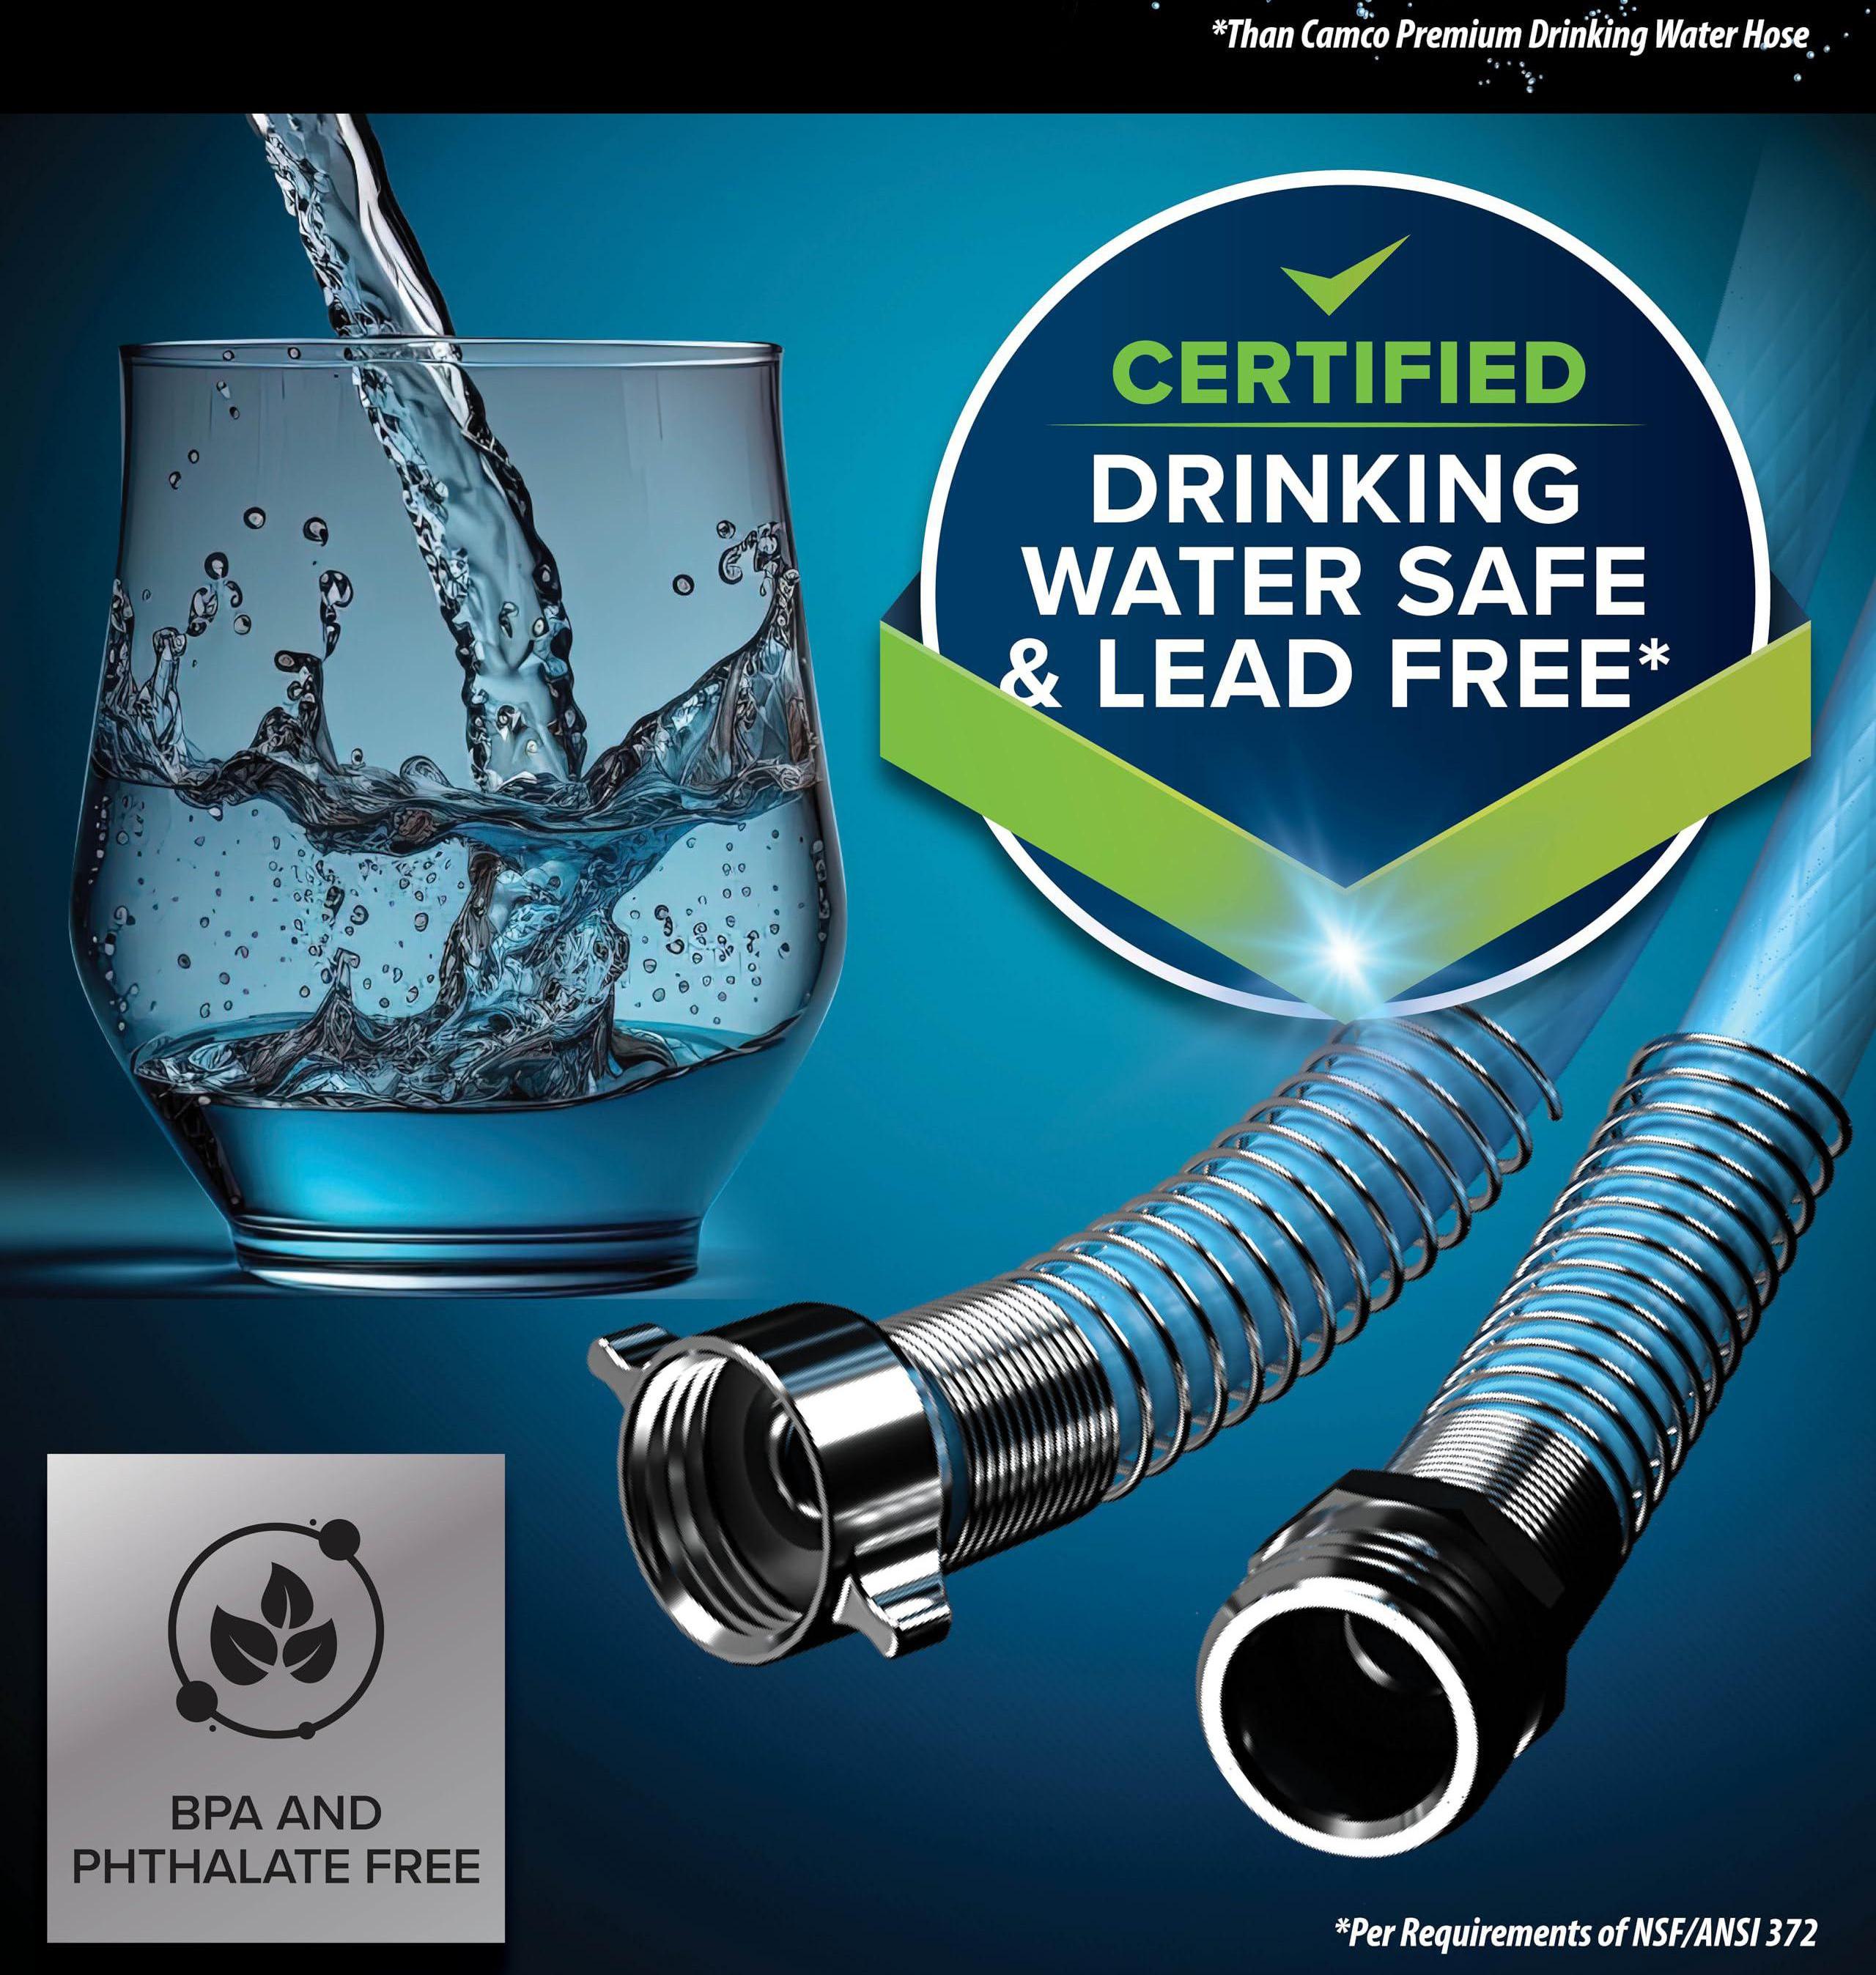 *Than Camco Premium Drinking Water Hose
CERTIFIED
DRINKING
WATER SAFE
& LEAD FREE*
BPA AND
PHTHALATE FREE
*Per Requirements of NSF/ANSI 372